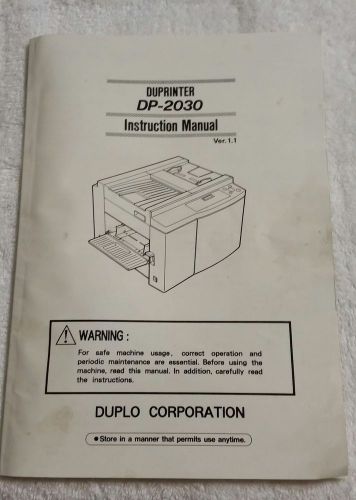 DUPRINTER
DP-2030
Instruction Manual
Ver. 1.1
WARNING :
For safe machine usage, correct operation and
periodic maintenance are essential. Before using the
machine, read this manual. In addition, carefully read
the instructions.
DUPLO CORPORATION
● Store in a manner that permits use anytime.